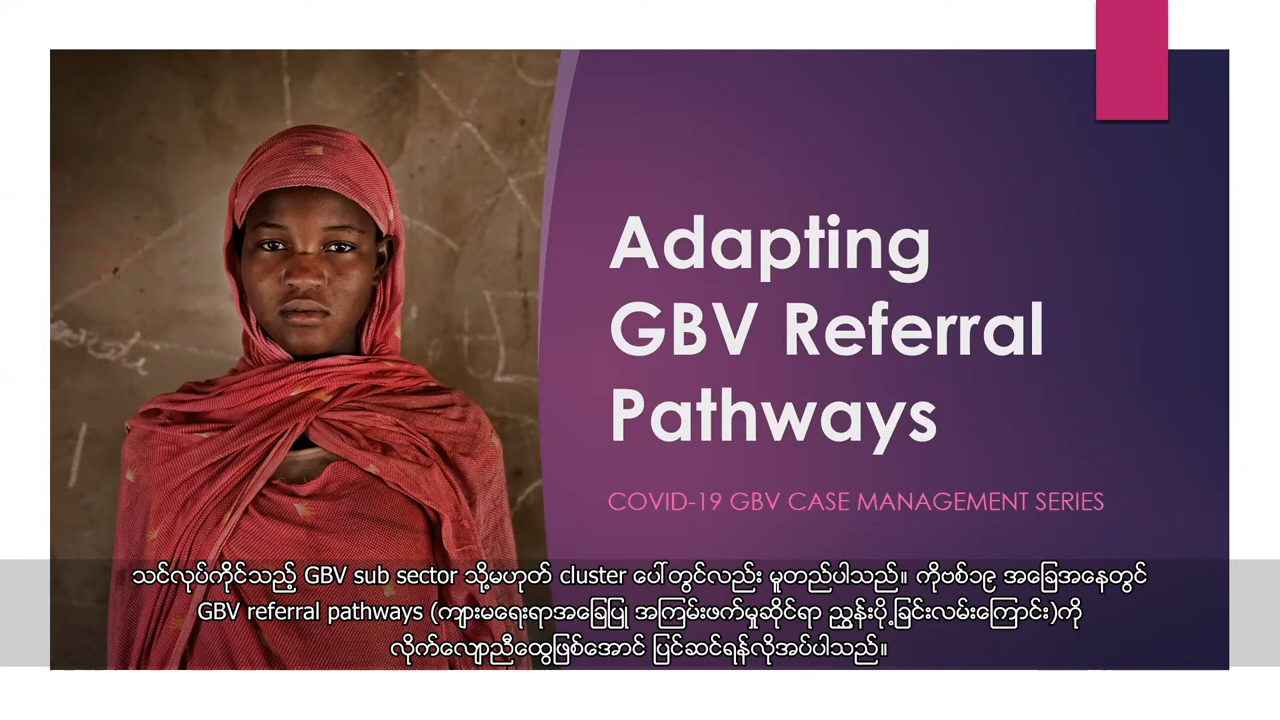 Adapting
GBV Referral
Pathways
COVID-19 GBV CASE MANAGEMENT SERIES
သင်လုပ်ကိုင်သည့် GBV sub sector သို့မဟုတ် cluster ပေါ်တွင်လည်း မူတည်ပါသည်။ ကိုဗစ်၁၉ အခြေအနေတွင်
GBV referral pathways (ကျားမရေးရာအခြေပြု အကြမ်းဖက်မှုဆိုင်ရာ ညွှန်းပို့ခြင်းလမ်းကြောင်း)ကို
လိုက်လျောညီထွေဖြစ်အောင် ပြင်ဆင်ရန်လိုအပ်ပါသည်။